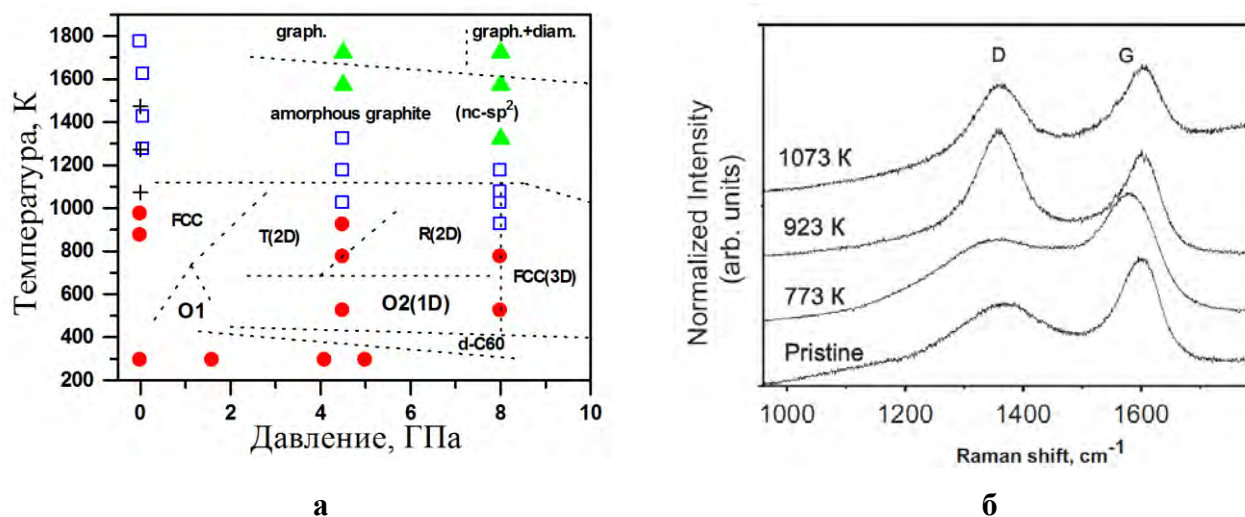 graph.
graph.+diam.
amorphous graphite
(nc-sp²)
FCC
T(2D)
R(2D)
FCC(3D)
O1
O2(1D)
d-C60
1800
1600
1400
1200
1000
800
600
400
200
0
2
4
6
8
10
Температура, К
Давление, ГПа
а
D
G
1073 K
923 K
773 K
Pristine
Normalized Intensity
(arb. units)
1000
1200
1400
1600
Raman shift, cm⁻¹
б